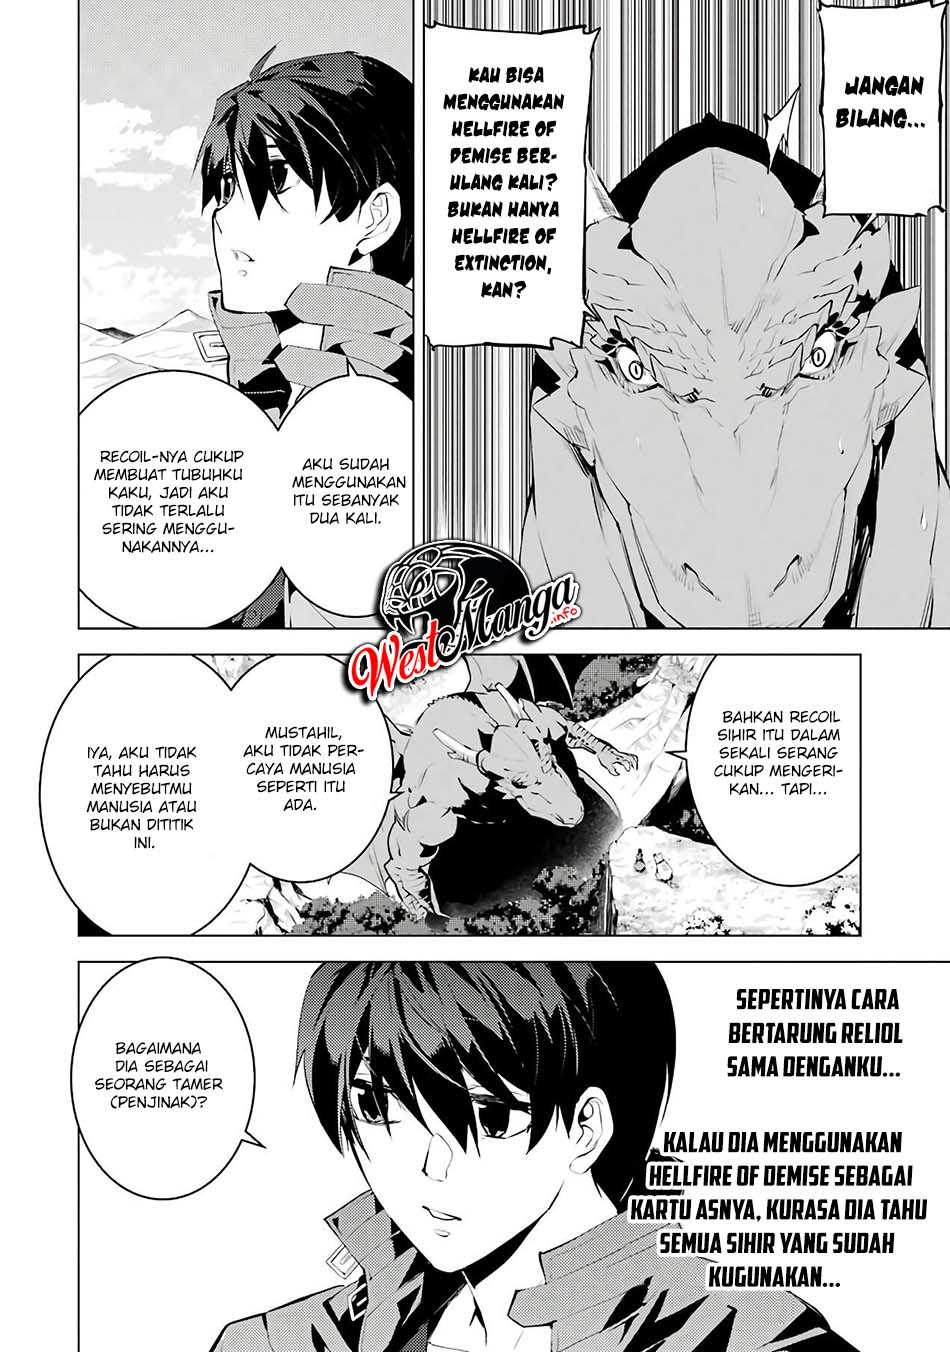 JANGAN
BILANG...
KAU BISA
MENGGUNAKAN
HELLFIRE OF
DEMISE BER-
ULANG KALI?
BUKAN HANYA
HELLFIRE OF
EXTINCTION,
KAN?
AKU SUDAH
MENGGUNAKAN
ITU SEBANYAK
DUA KALI.
RECOIL-NYA CUKUP
MEMBUAT TUBUHKU
KAKU, JADI AKU
TIDAK TERLALU
SERING MENGGU-
NAKANNYA...
WESTMANGA
.info
BAHKAN RECOIL
SIHIR ITU DALAM
SEKALI SERANG
CUKUP MENGERI-
KAN... TAPI...
MUSTAHIL,
AKU TIDAK PER-
CAYA MANUSIA
SEPERTI ITU
ADA.
IYA, AKU TIDAK
TAHU HARUS
MENYEBUTMU
MANUSIA ATAU
BUKAN DITITIK
INI.
SEPERTINYA CARA
BERTARUNG RELIOL
SAMA DENGANKU...
KALAU DIA MENGGUNAKAN
HELLFIRE OF DEMISE SEBAGAI
KARTU ASNYA, KURASA DIA TAHU
SEMUA SIHIR YANG SUDAH
KUGUNAKAN...
BAGAIMANA
DIA SEBAGAI
SEORANG TAMER
(PENJINAK)?